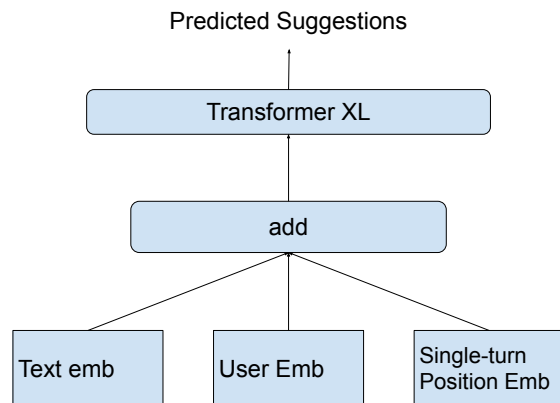 Predicted Suggestions
Transformer XL
add
Text emb
User Emb
Single-turn
Position Emb